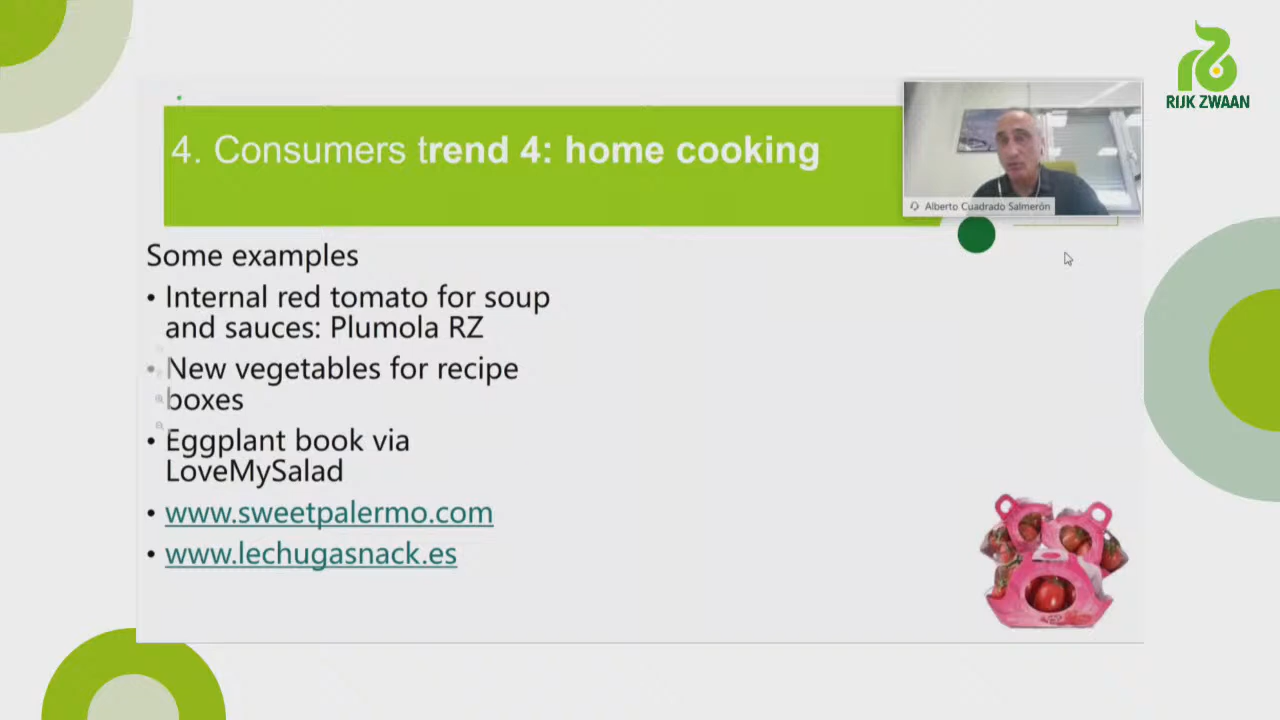 RIJK ZWAAN
4. Consumers trend 4: home cooking
Alberto Cuadrado Salmerón
Some examples
• Internal red tomato for soup
and sauces: Plumola RZ
• New vegetables for recipe
boxes
• Eggplant book via
LoveMySalad
• www.sweetpalermo.com
• www.lechugasnack.es